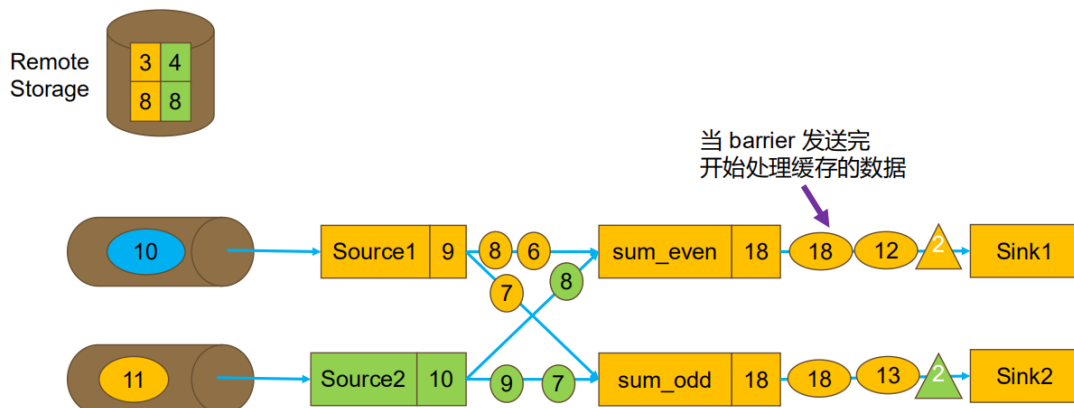 Remote
Storage
3 4
8 8
当 barrier 发送完
开始处理缓存的数据
10
Source1 9
8 6
7
8
sum_even 18
18 12 2
Sink1
11
Source2 10
9 7
sum_odd 18
18 13 2
Sink2